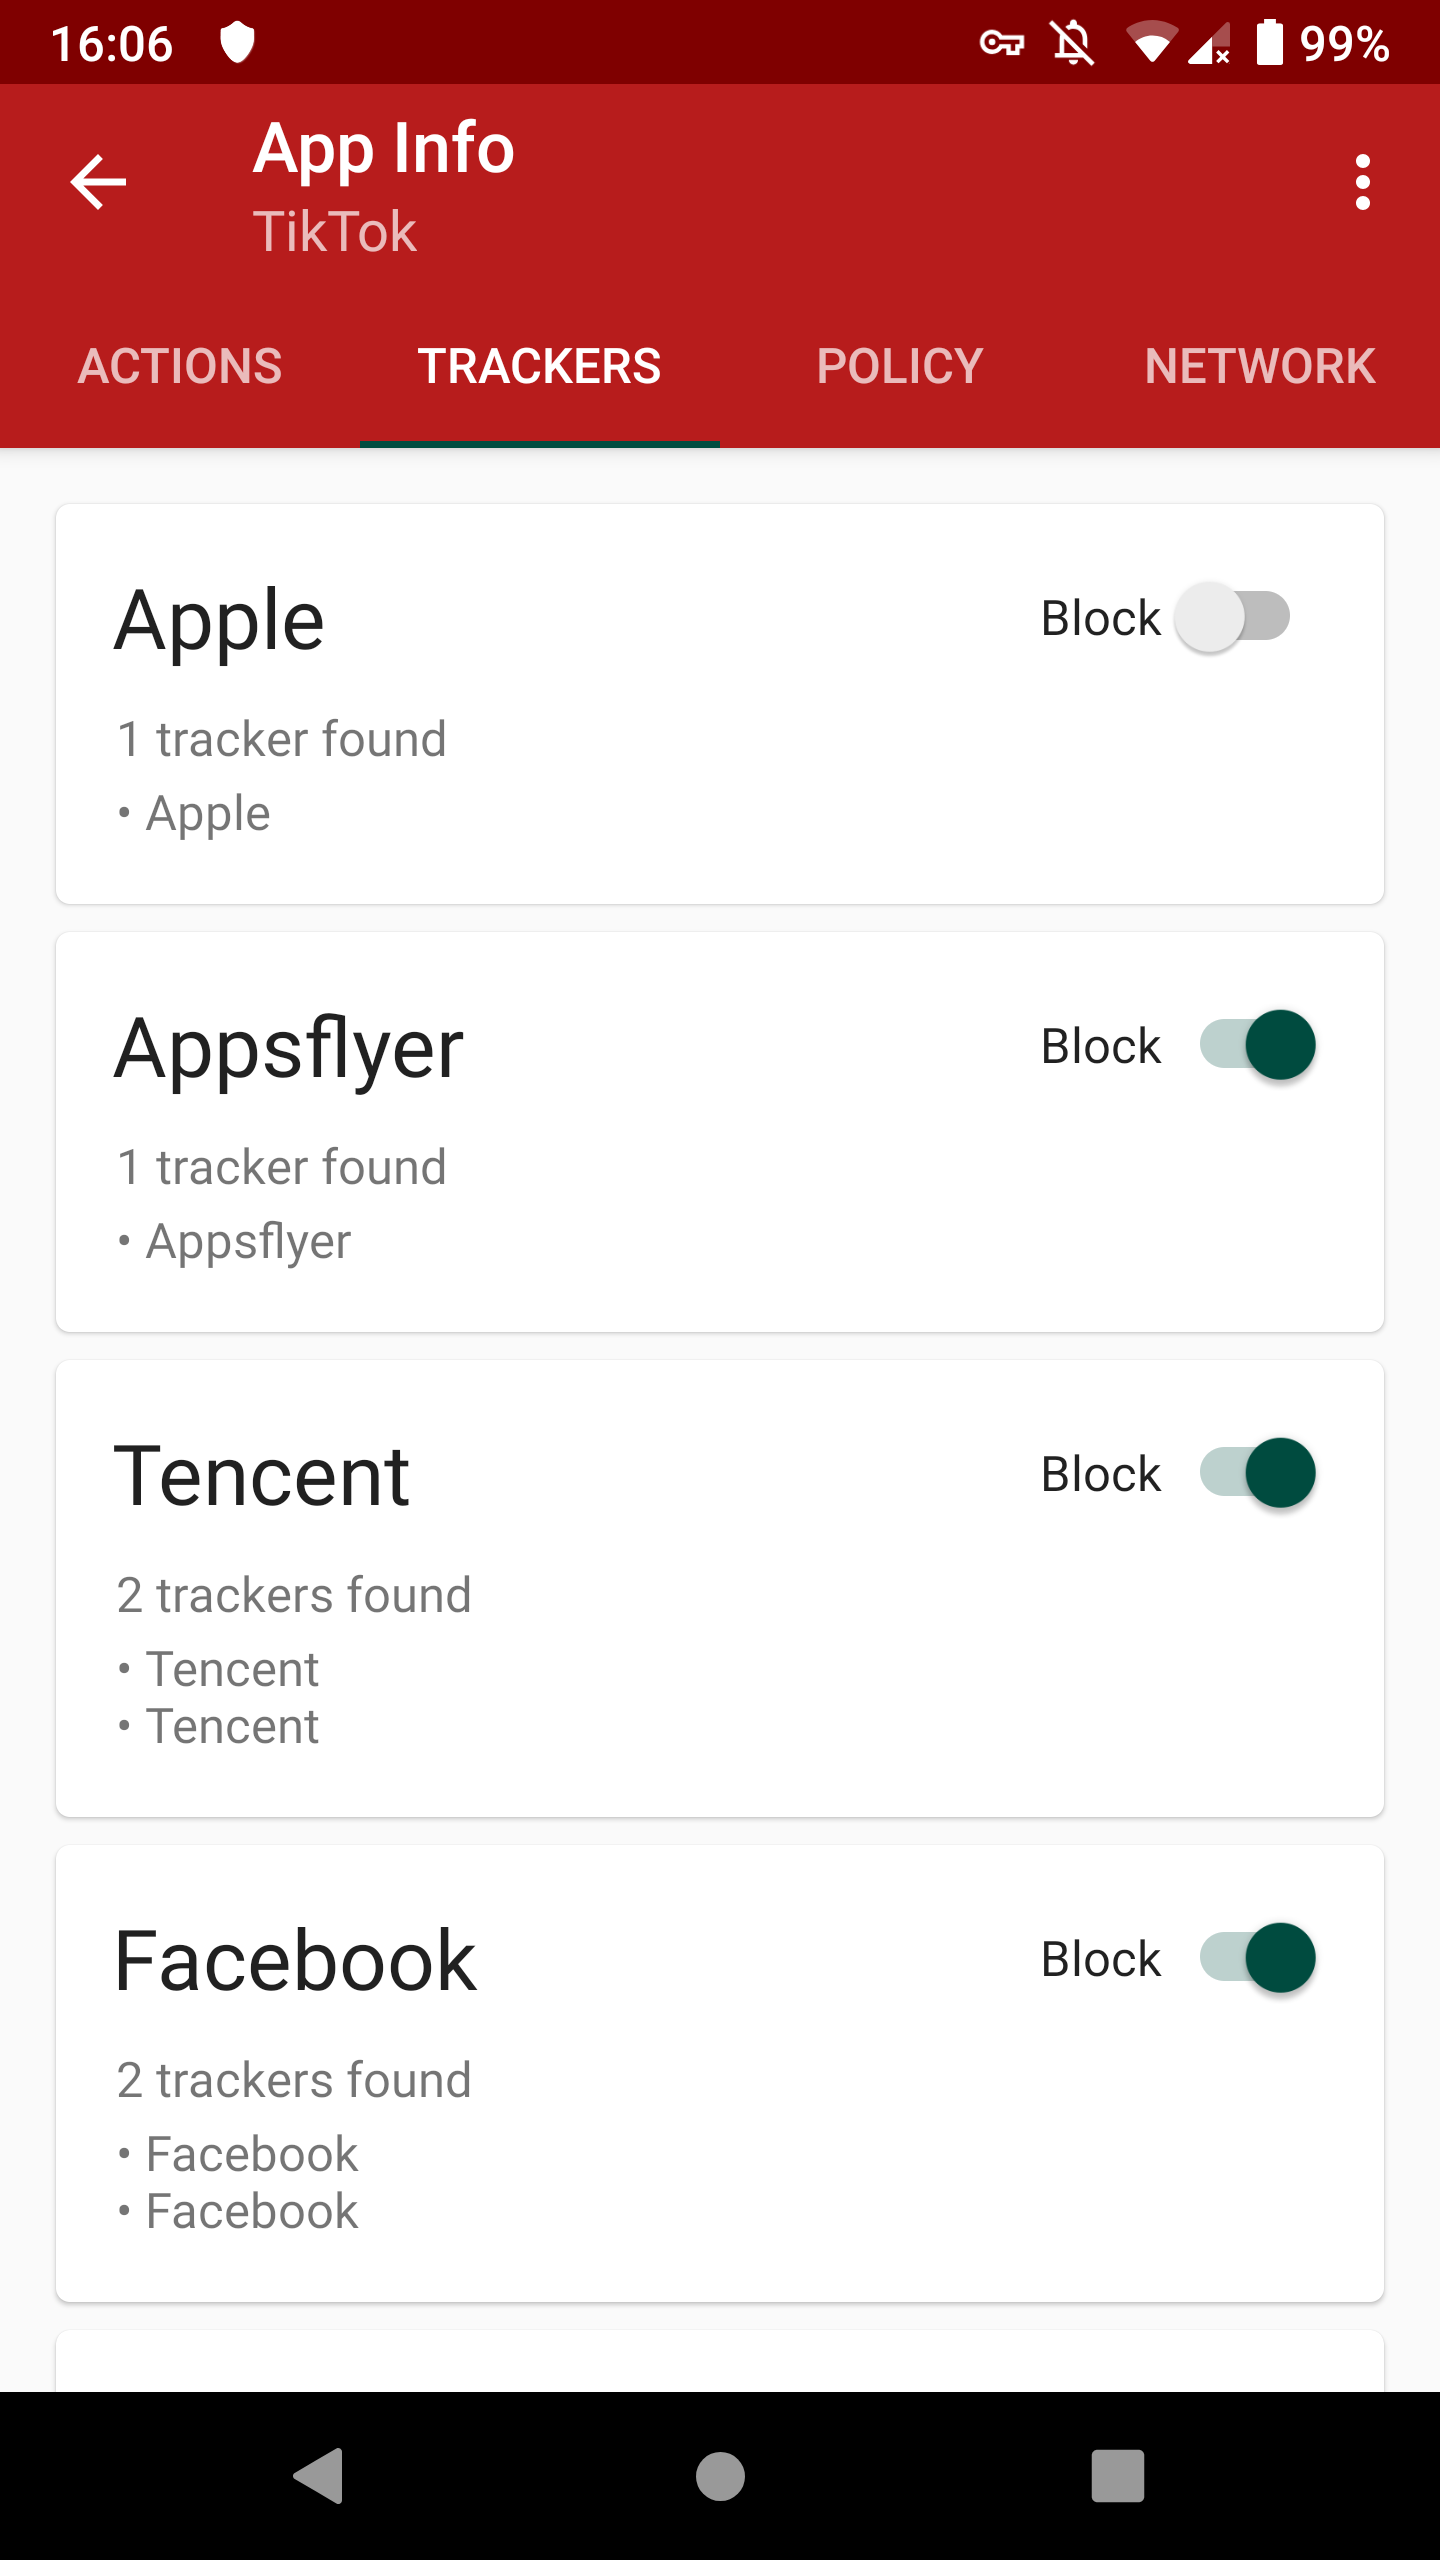 16:06
99%
App Info
TikTok
ACTIONS TRACKERS POLICY NETWORK
Apple
Block
1 tracker found
• Apple
Appsflyer
Block
1 tracker found
• Appsflyer
Tencent
Block
2 trackers found
• Tencent
• Tencent
Facebook
Block
2 trackers found
• Facebook
• Facebook